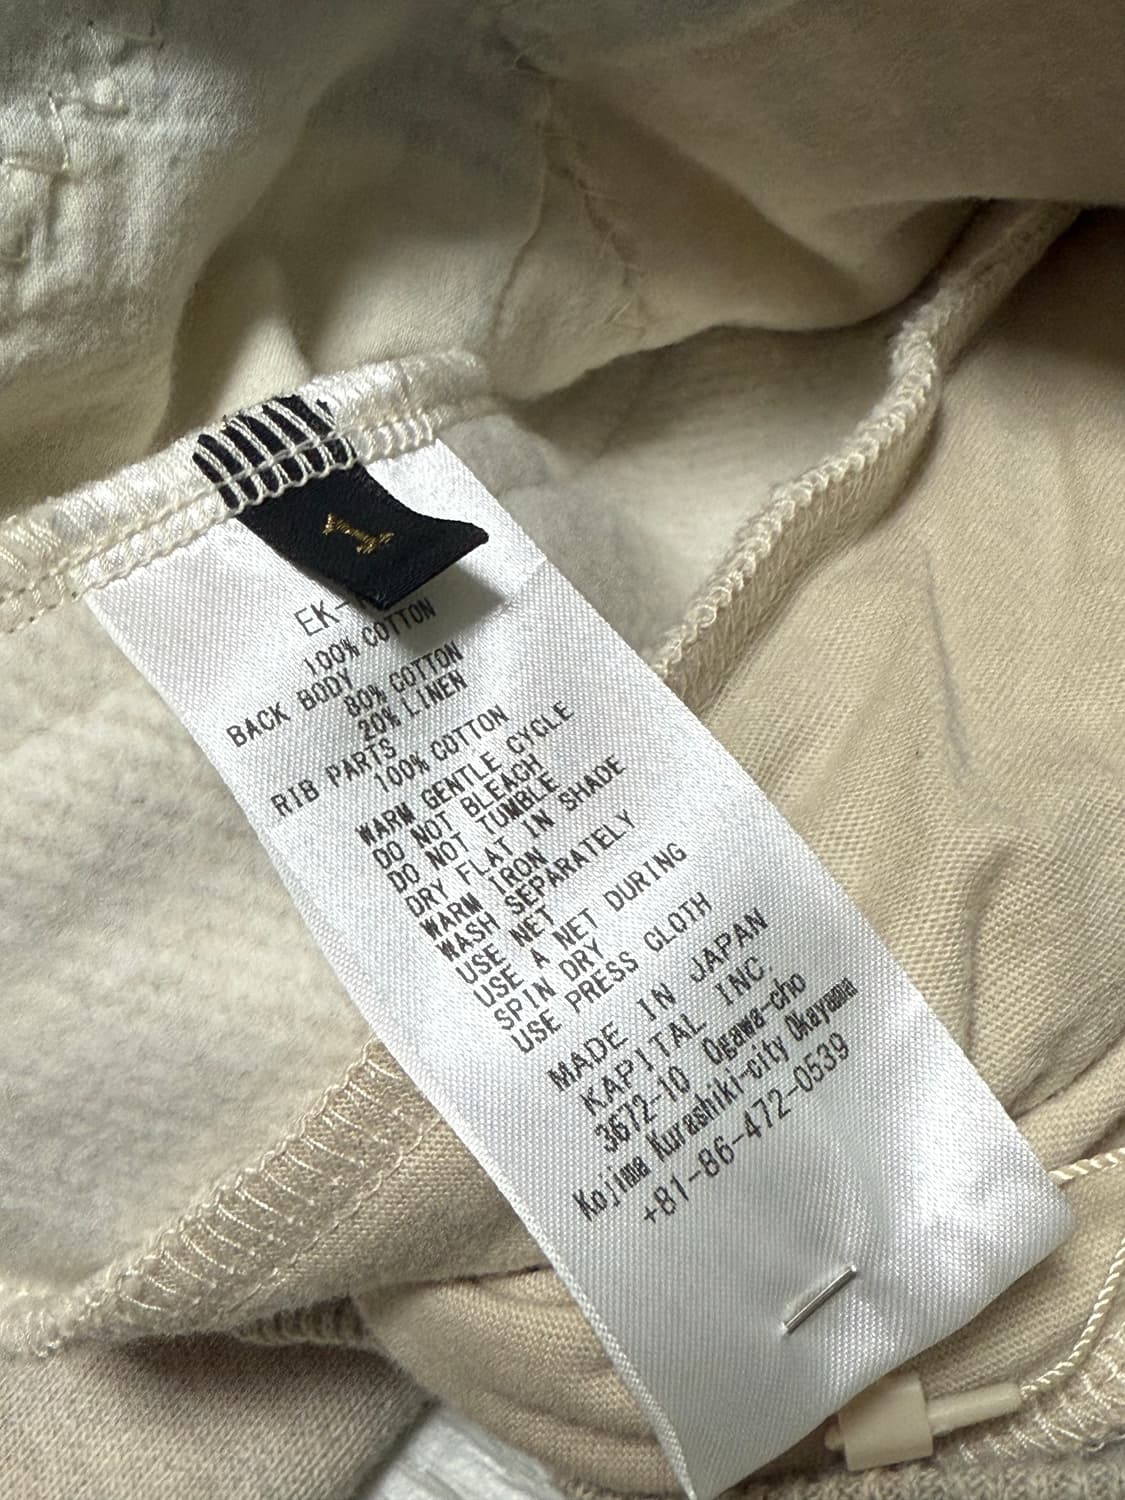 1
EK-
100% COTTON
BACK BODY
80% COTTON
20% LINEN
RIB PARTS
100% COTTON
WARM GENTLE CYCLE
DO NOT BLEACH
DO NOT TUMBLE
DRY FLAT IN SHADE
WARM IRON
WASH SEPARATELY
USE NET
USE A NET DURING
SPIN DRY
USE PRESS CLOTH
MADE IN JAPAN
KAPITAL INC.
3672-10 Ogawa-cho
Kojima Kurashiki-city Okayama
+81-86-472-0539